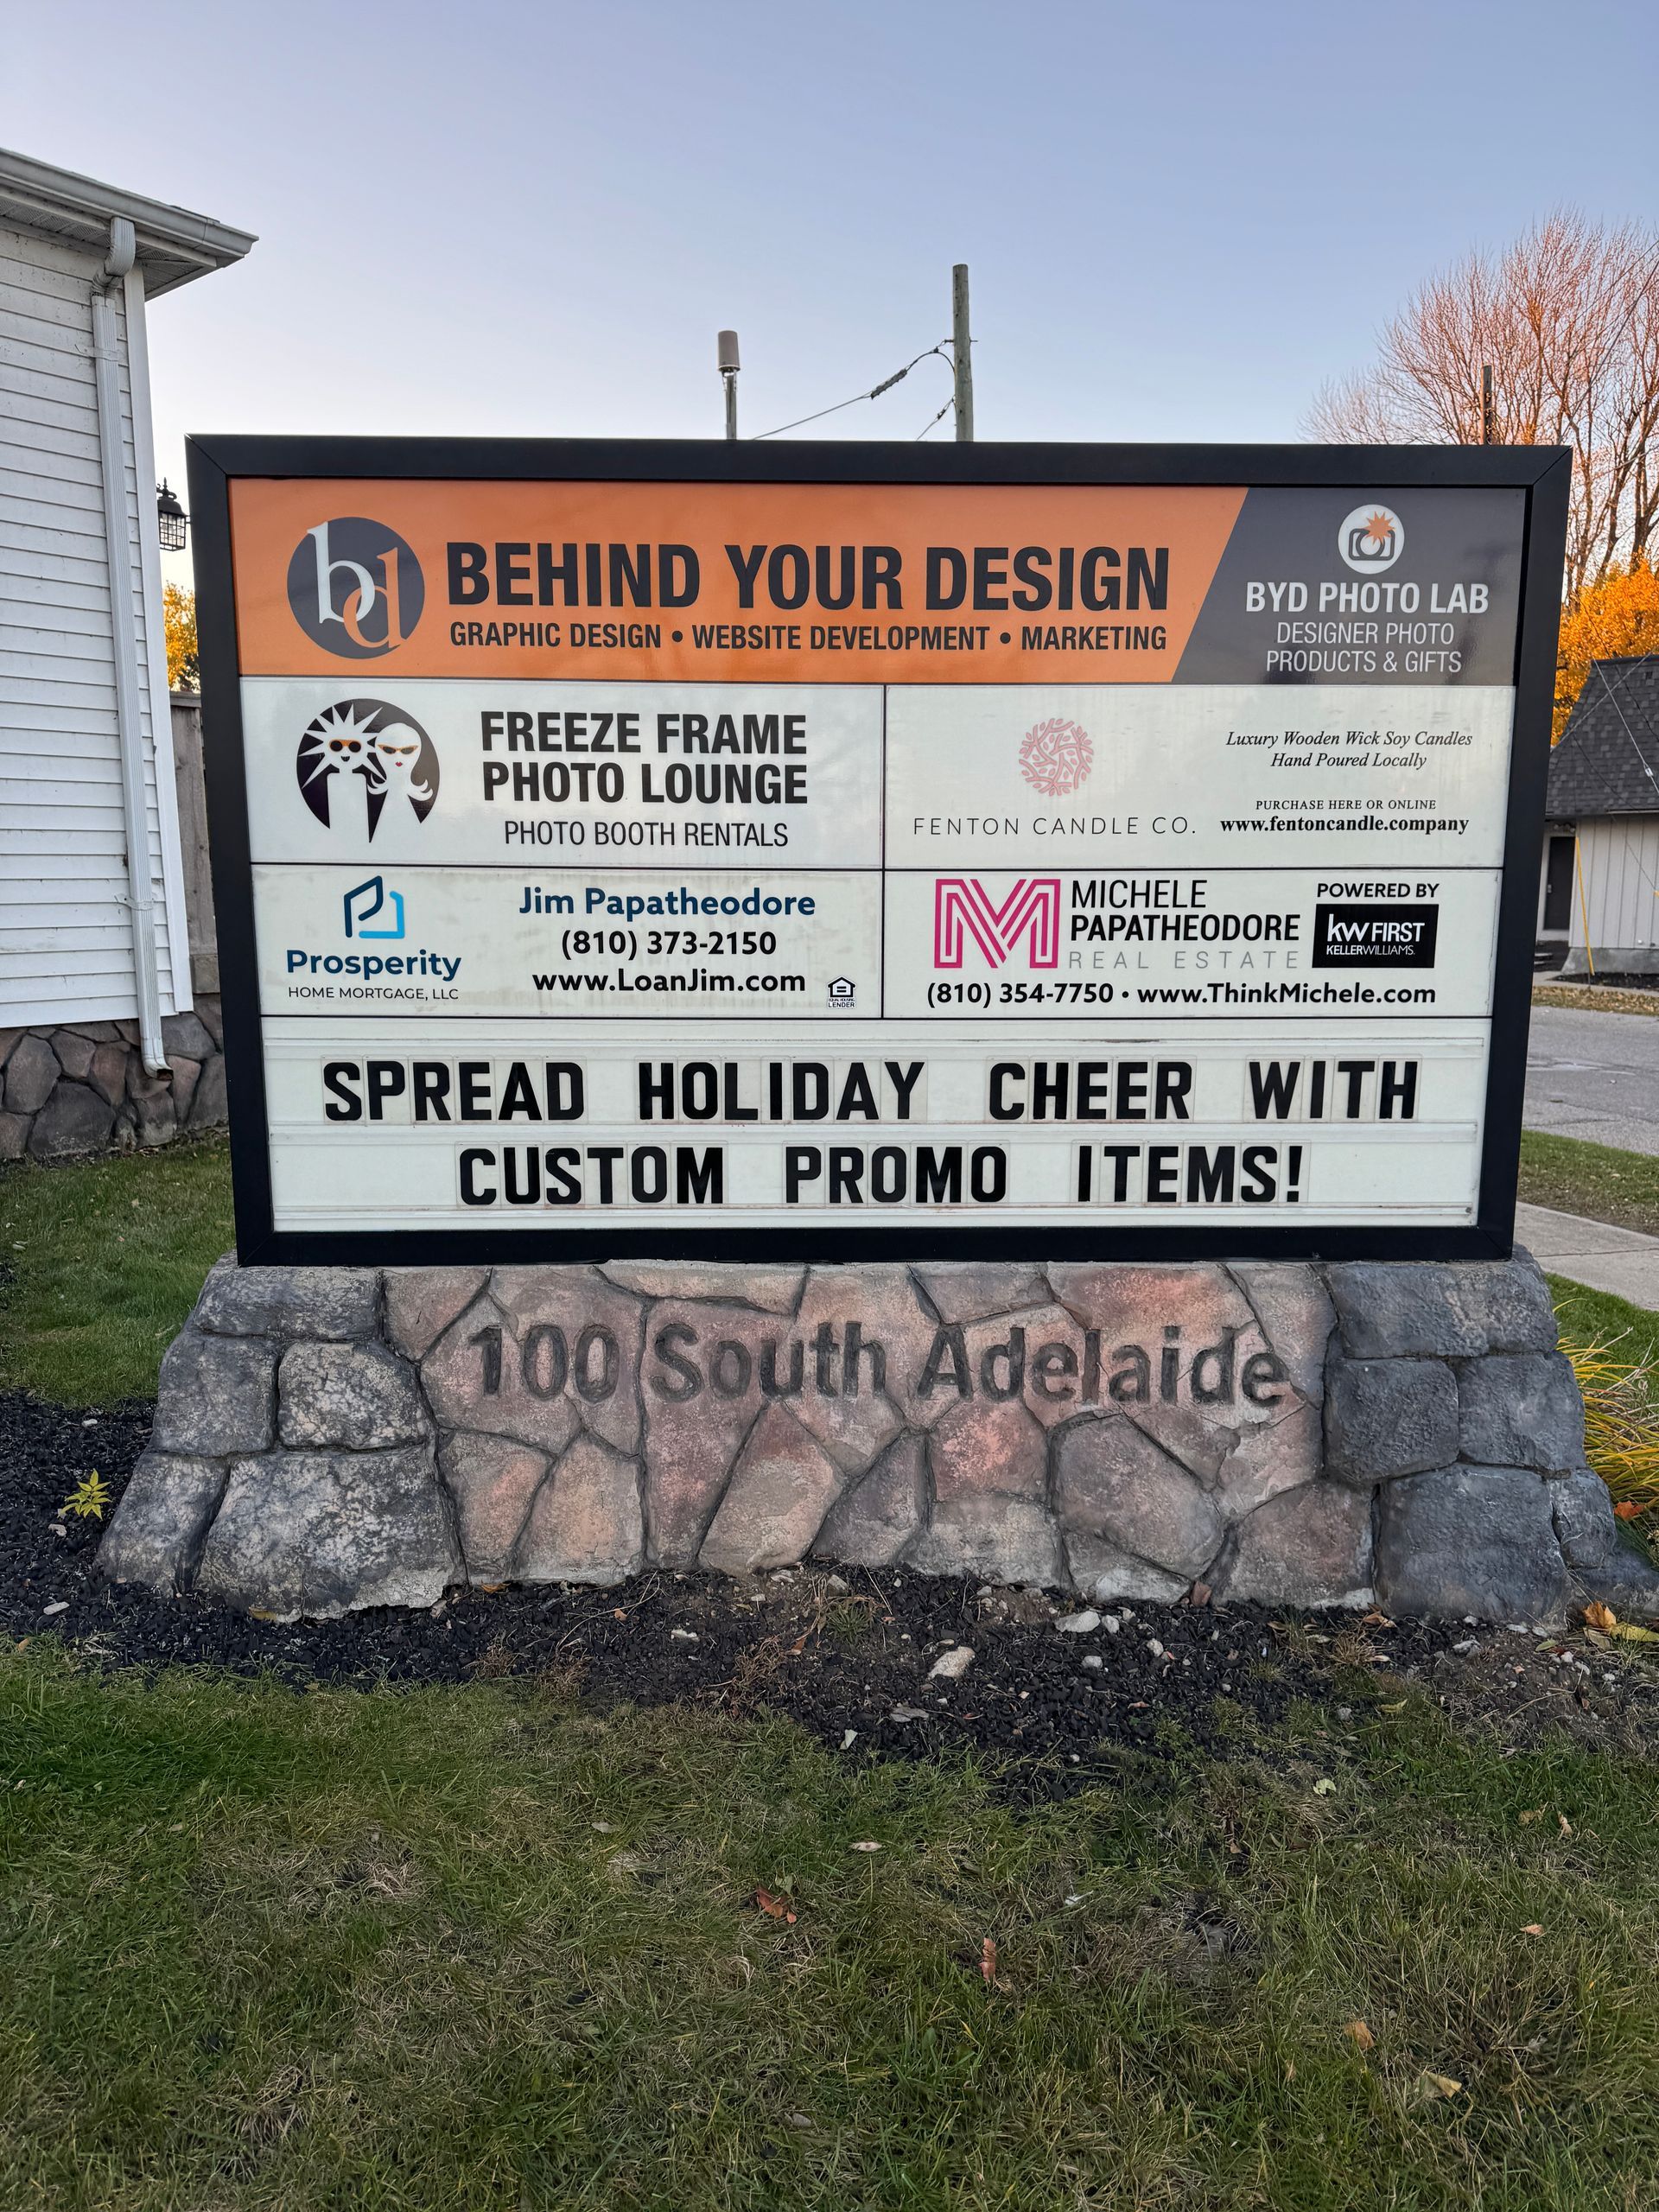 bd
BEHIND YOUR DESIGN
GRAPHIC DESIGN • WEBSITE DEVELOPMENT • MARKETING
BYD PHOTO LAB
DESIGNER PHOTO
PRODUCTS & GIFTS
FREEZE FRAME
PHOTO LOUNGE
PHOTO BOOTH RENTALS
FENTON CANDLE CO.
Luxury Wooden Wick Soy Candles
Hand Poured Locally
PURCHASE HERE OR ONLINE
www.fentoncandle.company
Prosperity
HOME MORTGAGE, LLC
Jim Papatheodore
(810) 373-2150
www.LoanJim.com
EQUAL HOUSING
LENDER
M
MICHELE
PAPATHEODORE
REAL ESTATE
POWERED BY
kw FIRST
KELLERWILLIAMS.
(810) 354-7750 • www.ThinkMichele.com
SPREAD HOLIDAY CHEER WITH
CUSTOM PROMO ITEMS!
100 South Adelaide